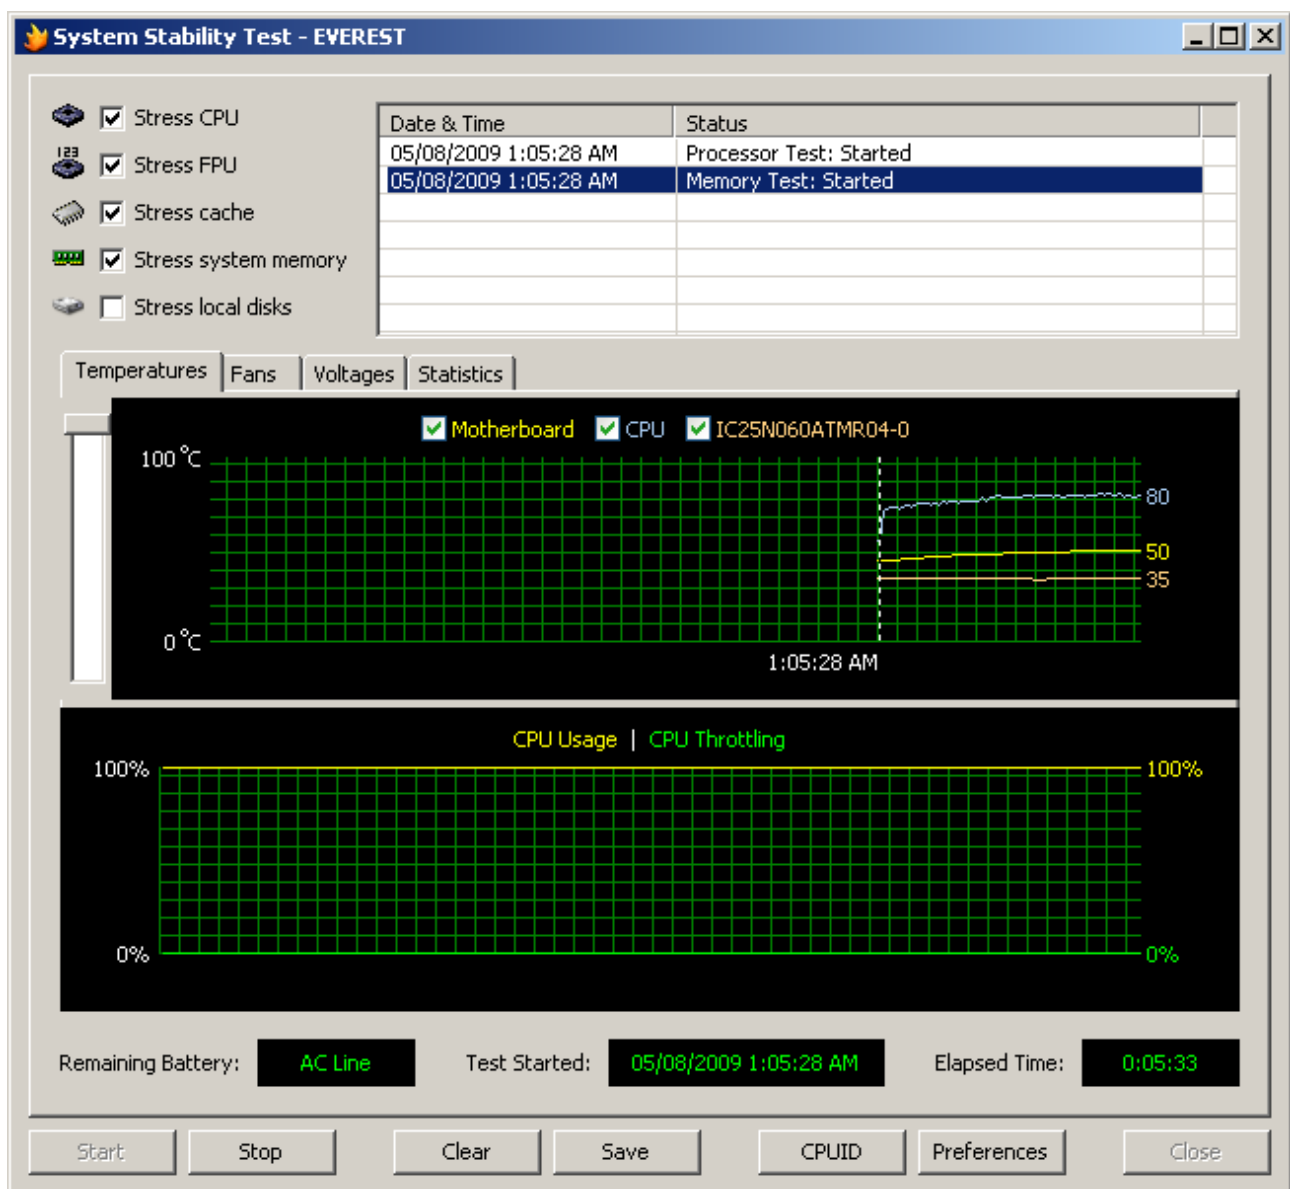 System Stability Test - EVEREST
Stress CPU
123
Stress FPU
Stress cache
Stress system memory
Stress local disks
Date & Time Status
05/08/2009 1:05:28 AM Processor Test: Started
05/08/2009 1:05:28 AM Memory Test: Started
Temperatures Fans Voltages Statistics
Motherboard CPU IC25N060ATMR04-0
100°C
80
50
35
0°C
1:05:28 AM
CPU Usage | CPU Throttling
100% 100%
0% 0%
Remaining Battery: AC Line Test Started: 05/08/2009 1:05:28 AM Elapsed Time: 0:05:33
Start Stop Clear Save CPUID Preferences Close